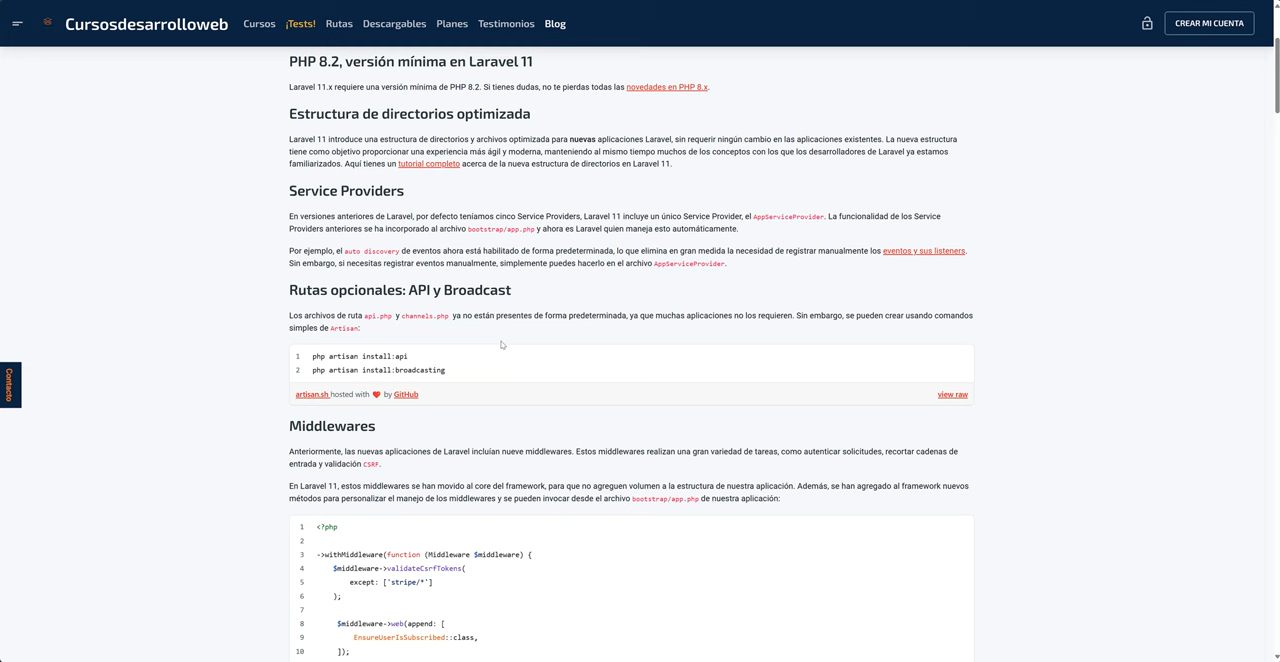 Cursosdesarrolloweb Cursos ¡Tests! Rutas Descargables Planes Testimonios Blog CREAR MI CUENTA
PHP 8.2, versión mínima en Laravel 11
Laravel 11.x requiere una versión mínima de PHP 8.2. Si tienes dudas, no te pierdas todas las novedades en PHP 8.x.
Estructura de directorios optimizada
Laravel 11 introduce una estructura de directorios y archivos optimizada para nuevas aplicaciones Laravel, sin requerir ningún cambio en las aplicaciones existentes. La nueva estructura
tiene como objetivo proporcionar una experiencia más ágil y moderna, manteniendo al mismo tiempo muchos de los conceptos con los que los desarrolladores de Laravel ya estamos
familiarizados. Aquí tienes un tutorial completo acerca de la nueva estructura de directorios en Laravel 11.
Service Providers
En versiones anteriores de Laravel, por defecto teníamos cinco Service Providers, Laravel 11 incluye un único Service Provider, el AppServiceProvider. La funcionalidad de los Service
Providers anteriores se ha incorporado al archivo bootstrap/app.php y ahora es Laravel quien maneja esto automáticamente.
Por ejemplo, el auto discovery de eventos ahora está habilitado de forma predeterminada, lo que elimina en gran medida la necesidad de registrar manualmente los eventos y sus listeners.
Sin embargo, si necesitas registrar eventos manualmente, simplemente puedes hacerlo en el archivo AppServiceProvider.
Rutas opcionales: API y Broadcast
Los archivos de ruta api.php y channels.php ya no están presentes de forma predeterminada, ya que muchas aplicaciones no los requieren. Sin embargo, se pueden crear usando comandos
simples de Artisan:
1 php artisan install:api
2 php artisan install:broadcasting
artisan.sh hosted with ❤ by GitHub view raw
Contacto
Middlewares
Anteriormente, las nuevas aplicaciones de Laravel incluían nueve middlewares. Estos middlewares realizan una gran variedad de tareas, como autenticar solicitudes, recortar cadenas de
entrada y validación CSRF.
En Laravel 11, estos middlewares se han movido al core del framework, para que no agreguen volumen a la estructura de nuestra aplicación. Además, se han agregado al framework nuevos
métodos para personalizar el manejo de los middlewares y se pueden invocar desde el archivo bootstrap/app.php de nuestra aplicación:
1 <?php
2
3 ->withMiddleware(function (Middleware $middleware) {
4 $middleware->validateCsrfTokens(
5 except: ['stripe/*']
6 );
7
8 $middleware->web(append: [
9 EnsureUserIsSubscribed::class,
10 ]);